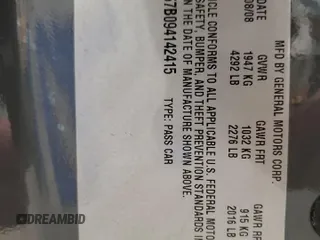 MFD BY GENERAL MOTORS CORP.
DATE GVWR GAWR FRT GAWR RR
08/08 1947 KG 1032 KG 915 KG
4292 LB 2276 LB 2016 LB
ICLE CONFORMS TO ALL APPLICABLE U.S. FEDERAL MOTO
SAFETY, BUMPER, AND THEFT PREVENTION STANDARDS I
N THE DATE OF MANUFACTURE SHOWN ABOVE.
57B094142415 TYPE: PASS CAR
DREAMBID